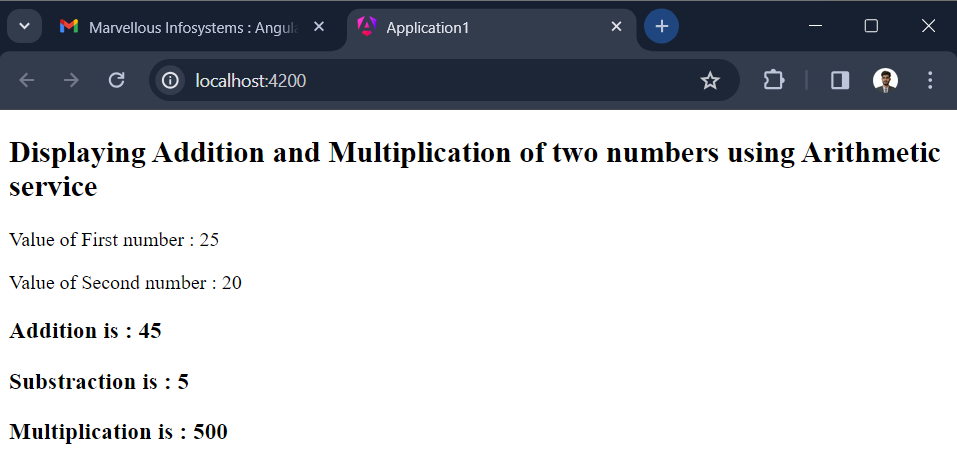 Marvellous Infosystems : Angul
Application1
localhost:4200
Displaying Addition and Multiplication of two numbers using Arithmetic
service
Value of First number : 25
Value of Second number : 20
Addition is : 45
Substraction is : 5
Multiplication is : 500